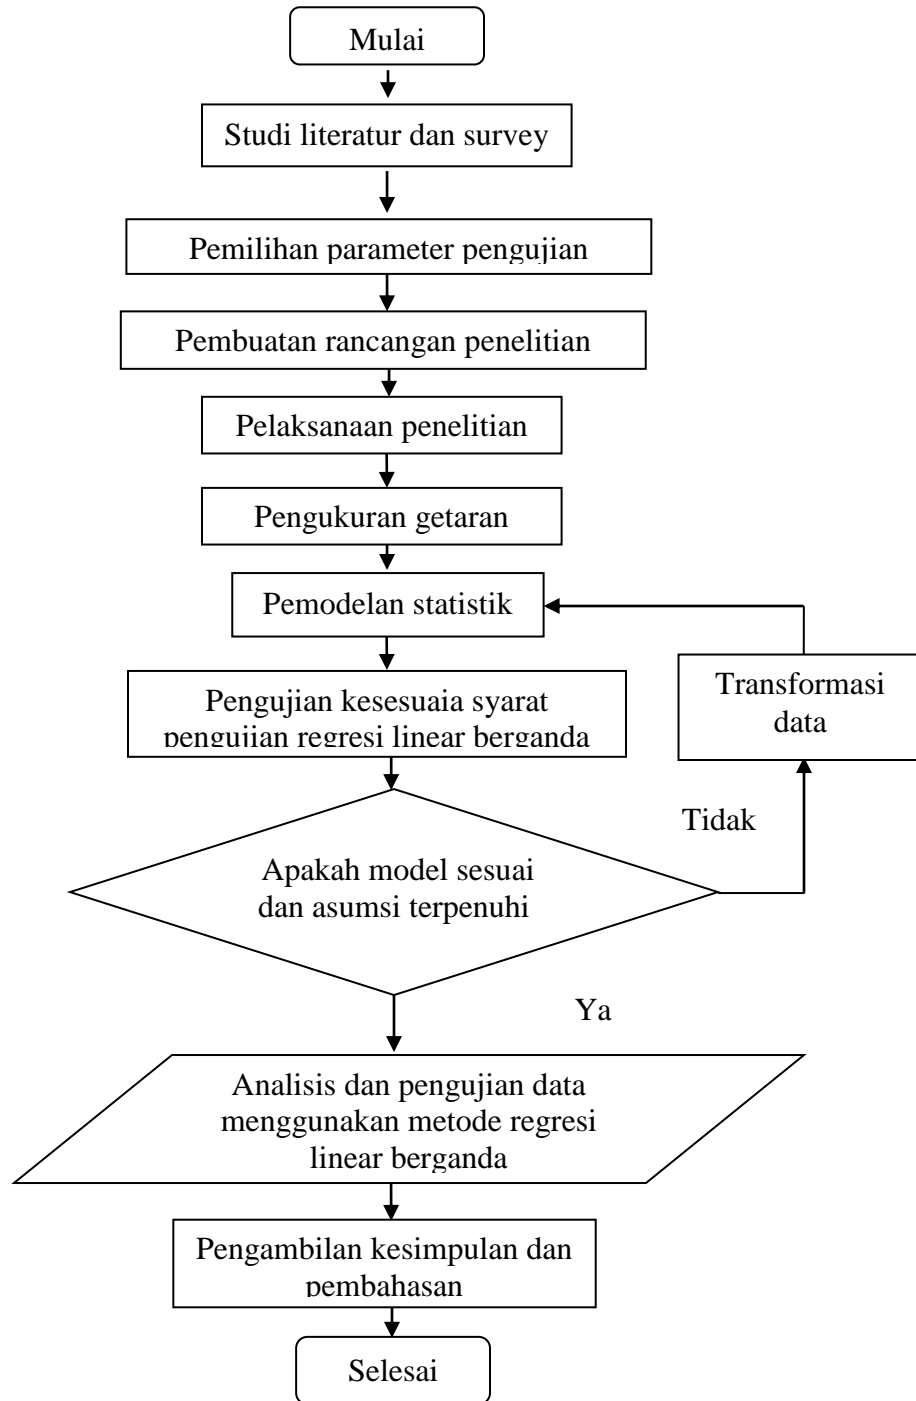 Mulai
Studi literatur dan survey
Pemilihan parameter pengujian
Pembuatan rancangan penelitian
Pelaksanaan penelitian
Pengukuran getaran
Pemodelan statistik
Pengujian kesesuaia syarat
pengujian regresi linear berganda
Transformasi
data
Tidak
Apakah model sesuai
dan asumsi terpenuhi
Ya
Analisis dan pengujian data
menggunakan metode regresi
linear berganda
Pengambilan kesimpulan dan
pembahasan
Selesai